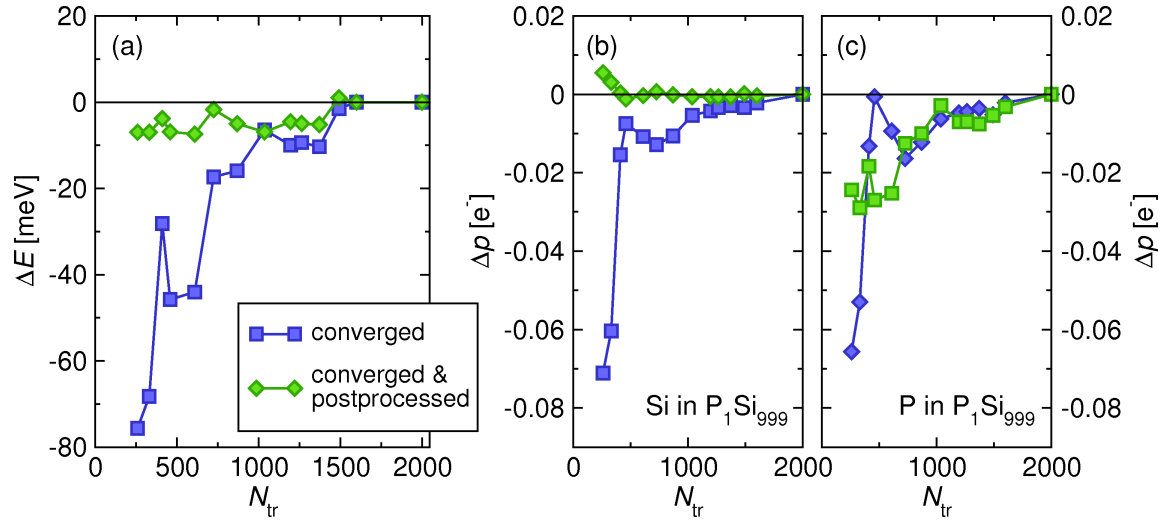 (a)
20
0
-20
-40
-60
-80
ΔE [meV]
0
500
1000
1500
2000
N_tr
converged
converged &
postprocessed
(b)
0.02
0
-0.02
-0.04
-0.06
-0.08
Δp [e⁻]
Si in P₁Si₉₉₉
0
1000
2000
N_tr
(c)
0.02
0
-0.02
-0.04
-0.06
-0.08
Δp [e⁻]
P in P₁Si₉₉₉
0
1000
2000
N_tr